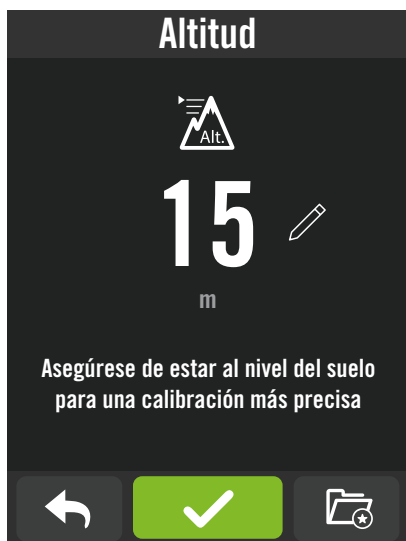 Altitud
Alt.
15
m
Asegúrese de estar al nivel del suelo
para una calibración más precisa